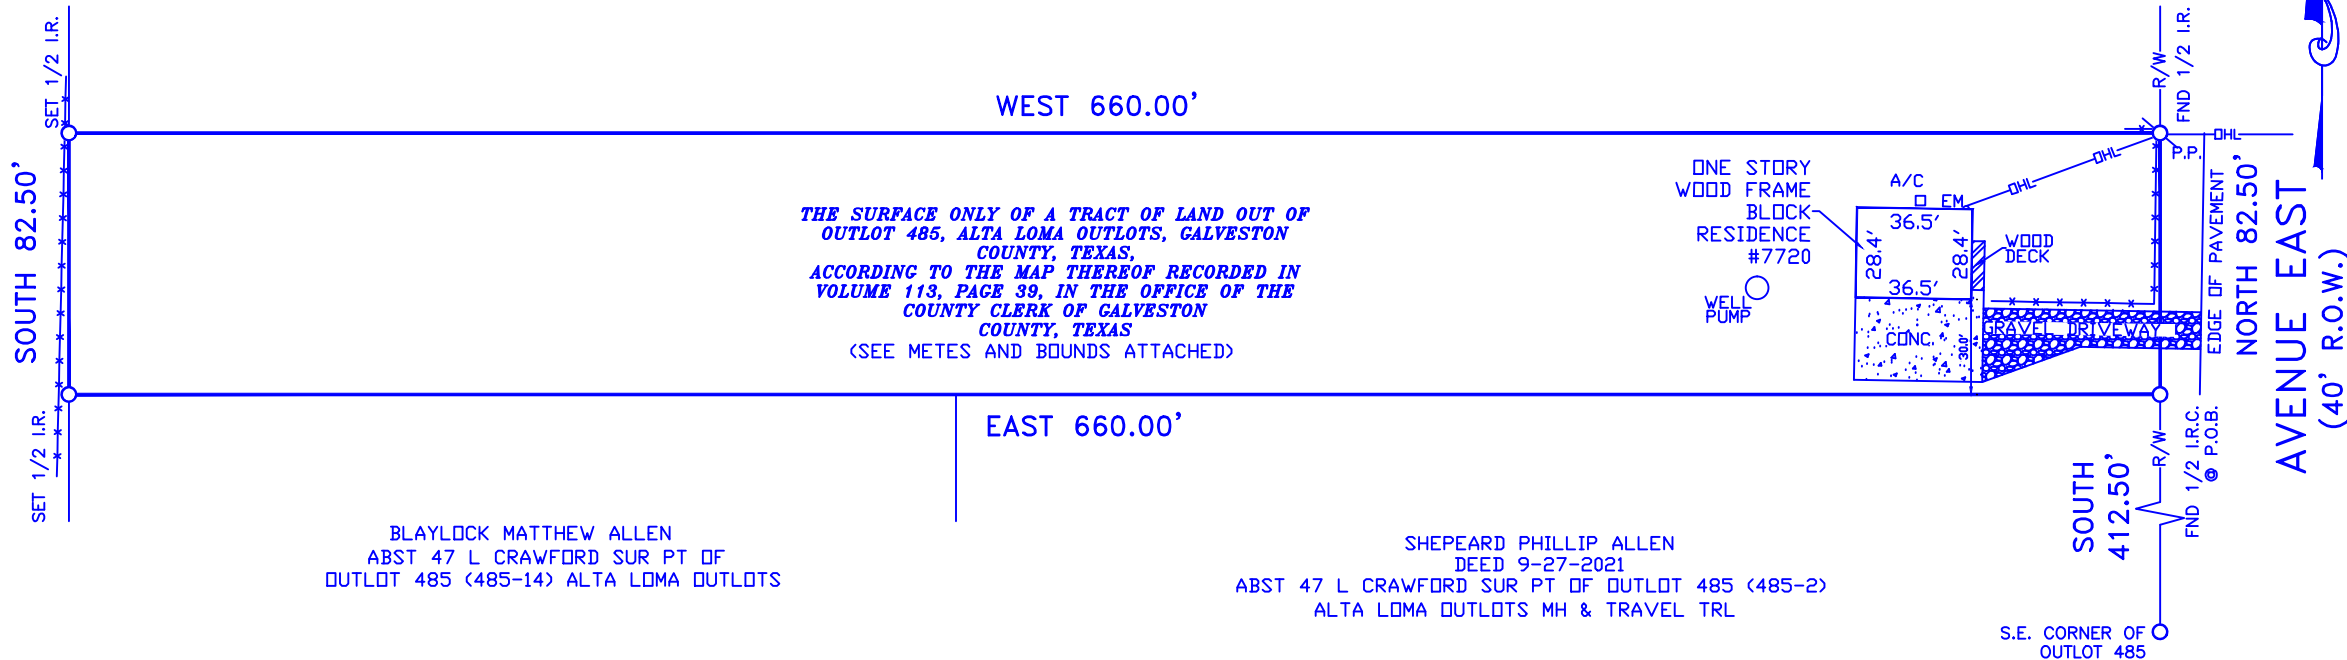 SET 1/2 I.R.
R/W
FND 1/2 I.R.
WEST 660.00'
SOUTH 82.50'
OHL
P.P.
OHL
OHL
ONE STORY
WOOD FRAME
BLOCK
RESIDENCE
#7720
A/C
EM
36.5'
28.4'
28.4'
36.5'
WOOD
DECK
WELL
PUMP
CONC.
30.0'
GRAVEL DRIVEWAY
EDGE OF PAVEMENT
NORTH 82.50'
AVENUE EAST
(40' R.O.W.)
THE SURFACE ONLY OF A TRACT OF LAND OUT OF
OUTLOT 485, ALTA LOMA OUTLOTS, GALVESTON
COUNTY, TEXAS,
ACCORDING TO THE MAP THEREOF RECORDED IN
VOLUME 113, PAGE 39, IN THE OFFICE OF THE
COUNTY CLERK OF GALVESTON
COUNTY, TEXAS
(SEE METES AND BOUNDS ATTACHED)
EAST 660.00'
SET 1/2 I.R.
R/W
FND 1/2 I.R.C.
@ P.O.B.
SOUTH
412.50'
BLAYLOCK MATTHEW ALLEN
ABST 47 L CRAWFORD SUR PT OF
OUTLOT 485 (485-14) ALTA LOMA OUTLOTS
SHEPEARD PHILLIP ALLEN
DEED 9-27-2021
ABST 47 L CRAWFORD SUR PT OF OUTLOT 485 (485-2)
ALTA LOMA OUTLOTS MH & TRAVEL TRL
S.E. CORNER OF
OUTLOT 485